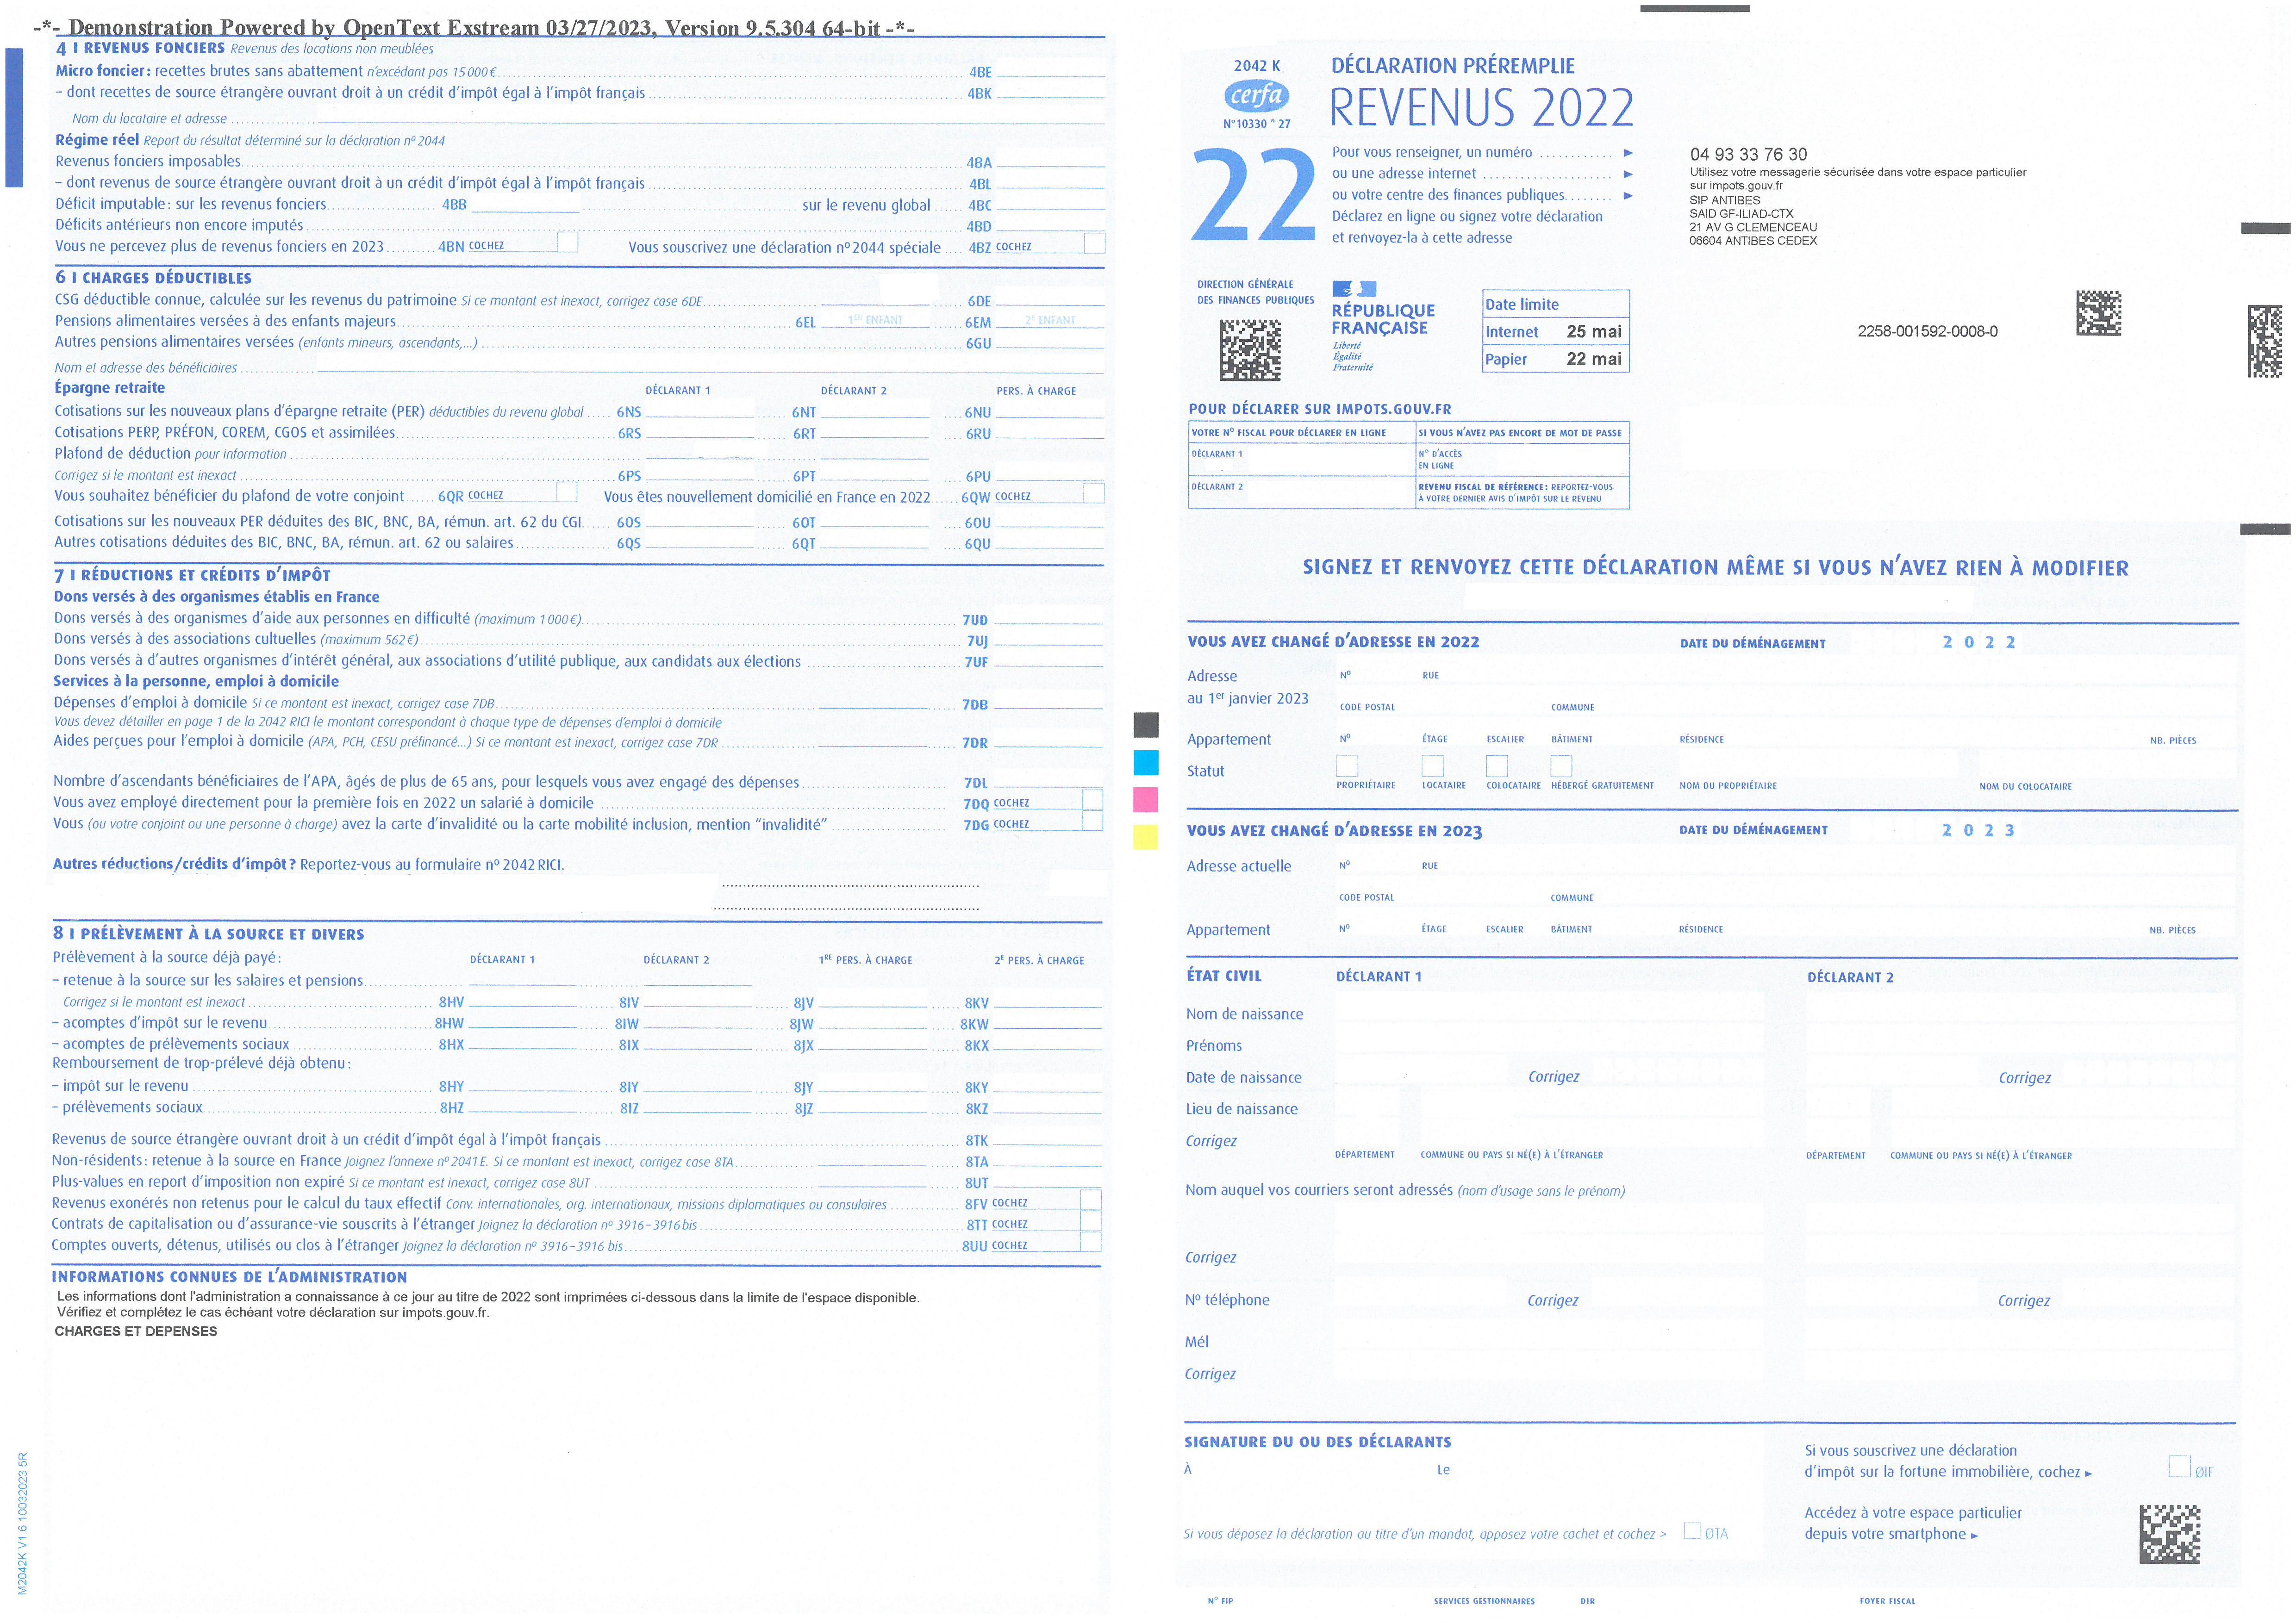 -*- Demonstration Powered by OpenText Exstream 03/27/2023, Version 9.5.304 64-bit -*-
4 I REVENUS FONCIERS Revenus des locations non meublées
Micro foncier : recettes brutes sans abattement n'excédant pas 15 000 € 4BE
– dont recettes de source étrangère ouvrant droit à un crédit d'impôt égal à l'impôt français 4BK
Nom du locataire et adresse
Régime réel Report du résultat déterminé sur la déclaration nº 2044
Revenus fonciers imposables 4BA
– dont revenus de source étrangère ouvrant droit à un crédit d'impôt égal à l'impôt français 4BL
Déficit imputable : sur les revenus fonciers 4BB sur le revenu global 4BC
Déficits antérieurs non encore imputés 4BD
Vous ne percevez plus de revenus fonciers en 2023 4BN COCHEZ Vous souscrivez une déclaration nº 2044 spéciale 4BZ COCHEZ
6 I CHARGES DÉDUCTIBLES
CSG déductible connue, calculée sur les revenus du patrimoine Si ce montant est inexact, corrigez case 6DE 6DE
Pensions alimentaires versées à des enfants majeurs 6EL 1ER ENFANT 6EM 2E ENFANT
Autres pensions alimentaires versées (enfants mineurs, ascendants,...) 6GU
Nom et adresse des bénéficiaires
Épargne retraite DÉCLARANT 1 DÉCLARANT 2 PERS. À CHARGE
Cotisations sur les nouveaux plans d'épargne retraite (PER) déductibles du revenu global 6NS 6NT 6NU
Cotisations PERP, PRÉFON, COREM, CGOS et assimilées 6RS 6RT 6RU
Plafond de déduction pour information
Corrigez si le montant est inexact 6PS 6PT 6PU
Vous souhaitez bénéficier du plafond de votre conjoint 6QR COCHEZ Vous êtes nouvellement domicilié en France en 2022 6QW COCHEZ
Cotisations sur les nouveaux PER déduites des BIC, BNC, BA, rémun. art. 62 du CGI 6OS 6OT 6OU
Autres cotisations déduites des BIC, BNC, BA, rémun. art. 62 ou salaires 6QS 6QT 6QU
7 I RÉDUCTIONS ET CRÉDITS D'IMPÔT
Dons versés à des organismes établis en France
Dons versés à des organismes d'aide aux personnes en difficulté (maximum 1 000 €) 7UD
Dons versés à des associations cultuelles (maximum 562 €) 7UJ
Dons versés à d'autres organismes d'intérêt général, aux associations d'utilité publique, aux candidats aux élections 7UF
Services à la personne, emploi à domicile
Dépenses d'emploi à domicile Si ce montant est inexact, corrigez case 7DB 7DB
Vous devez détailler en page 1 de la 2042 RICI le montant correspondant à chaque type de dépenses d'emploi à domicile
Aides perçues pour l'emploi à domicile (APA, PCH, CESU préfinancé...) Si ce montant est inexact, corrigez case 7DR 7DR
Nombre d'ascendants bénéficiaires de l'APA, âgés de plus de 65 ans, pour lesquels vous avez engagé des dépenses 7DL
Vous avez employé directement pour la première fois en 2022 un salarié à domicile 7DQ COCHEZ
Vous (ou votre conjoint ou une personne à charge) avez la carte d'invalidité ou la carte mobilité inclusion, mention "invalidité" 7DG COCHEZ
Autres réductions/crédits d'impôt ? Reportez-vous au formulaire nº 2042 RICI.
8 I PRÉLÈVEMENT À LA SOURCE ET DIVERS
Prélèvement à la source déjà payé : DÉCLARANT 1 DÉCLARANT 2 1RE PERS. À CHARGE 2E PERS. À CHARGE
– retenue à la source sur les salaires et pensions
Corrigez si le montant est inexact 8HV 8IV 8JV 8KV
– acomptes d'impôt sur le revenu 8HW 8IW 8JW 8KW
– acomptes de prélèvements sociaux 8HX 8IX 8JX 8KX
Remboursement de trop-prélevé déjà obtenu :
– impôt sur le revenu 8HY 8IY 8JY 8KY
– prélèvements sociaux 8HZ 8IZ 8JZ 8KZ
Revenus de source étrangère ouvrant droit à un crédit d'impôt égal à l'impôt français 8TK
Non-résidents : retenue à la source en France Joignez l'annexe nº 2041 E. Si ce montant est inexact, corrigez case 8TA 8TA
Plus-values en report d'imposition non expiré Si ce montant est inexact, corrigez case 8UT 8UT
Revenus exonérés non retenus pour le calcul du taux effectif Conv. internationales, org. internationaux, missions diplomatiques ou consulaires 8FV COCHEZ
Contrats de capitalisation ou d'assurance-vie souscrits à l'étranger Joignez la déclaration nº 3916–3916 bis 8TT COCHEZ
Comptes ouverts, détenus, utilisés ou clos à l'étranger Joignez la déclaration nº 3916–3916 bis 8UU COCHEZ
INFORMATIONS CONNUES DE L'ADMINISTRATION
Les informations dont l'administration a connaissance à ce jour au titre de 2022 sont imprimées ci-dessous dans la limite de l'espace disponible.
Vérifiez et complétez le cas échéant votre déclaration sur impots.gouv.fr.
CHARGES ET DEPENSES
M2042K V1 6 10032023 5R
2042 K
cerfa
Nº 10330 * 27
DÉCLARATION PRÉREMPLIE
REVENUS 2022
22
Pour vous renseigner, un numéro ►
ou une adresse internet ►
ou votre centre des finances publiques ►
Déclarez en ligne ou signez votre déclaration
et renvoyez-la à cette adresse
04 93 33 76 30
Utilisez votre messagerie sécurisée dans votre espace particulier
sur impots.gouv.fr
SIP ANTIBES
SAID GF-ILIAD-CTX
21 AV G CLEMENCEAU
06604 ANTIBES CEDEX
DIRECTION GÉNÉRALE
DES FINANCES PUBLIQUES
RÉPUBLIQUE
FRANÇAISE
Liberté
Égalité
Fraternité
Date limite
Internet 25 mai
Papier 22 mai
2258-001592-0008-0
POUR DÉCLARER SUR IMPOTS.GOUV.FR
VOTRE Nº FISCAL POUR DÉCLARER EN LIGNE SI VOUS N'AVEZ PAS ENCORE DE MOT DE PASSE
DÉCLARANT 1 Nº D'ACCÈS
EN LIGNE
DÉCLARANT 2 REVENU FISCAL DE RÉFÉRENCE : REPORTEZ-VOUS
À VOTRE DERNIER AVIS D'IMPÔT SUR LE REVENU
SIGNEZ ET RENVOYEZ CETTE DÉCLARATION MÊME SI VOUS N'AVEZ RIEN À MODIFIER
VOUS AVEZ CHANGÉ D'ADRESSE EN 2022 DATE DU DÉMÉNAGEMENT 2 0 2 2
Adresse Nº RUE
au 1er janvier 2023 CODE POSTAL COMMUNE
Appartement Nº ÉTAGE ESCALIER BÂTIMENT RÉSIDENCE NB. PIÈCES
Statut
PROPRIÉTAIRE LOCATAIRE COLOCATAIRE HÉBERGÉ GRATUITEMENT NOM DU PROPRIÉTAIRE NOM DU COLOCATAIRE
VOUS AVEZ CHANGÉ D'ADRESSE EN 2023 DATE DU DÉMÉNAGEMENT 2 0 2 3
Adresse actuelle Nº RUE
CODE POSTAL COMMUNE
Appartement Nº ÉTAGE ESCALIER BÂTIMENT RÉSIDENCE NB. PIÈCES
ÉTAT CIVIL DÉCLARANT 1 DÉCLARANT 2
Nom de naissance
Prénoms
Date de naissance Corrigez Corrigez
Lieu de naissance
Corrigez
DÉPARTEMENT COMMUNE OU PAYS SI NÉ(E) À L'ÉTRANGER DÉPARTEMENT COMMUNE OU PAYS SI NÉ(E) À L'ÉTRANGER
Nom auquel vos courriers seront adressés (nom d'usage sans le prénom)
Corrigez
Nº téléphone Corrigez Corrigez
Mél
Corrigez
SIGNATURE DU OU DES DÉCLARANTS
À Le
Si vous déposez la déclaration au titre d'un mandat, apposez votre cachet et cochez > ØTA
Si vous souscrivez une déclaration
d'impôt sur la fortune immobilière, cochez ► ØIF
Accédez à votre espace particulier
depuis votre smartphone ►
Nº FIP SERVICES GESTIONNAIRES DIR FOYER FISCAL